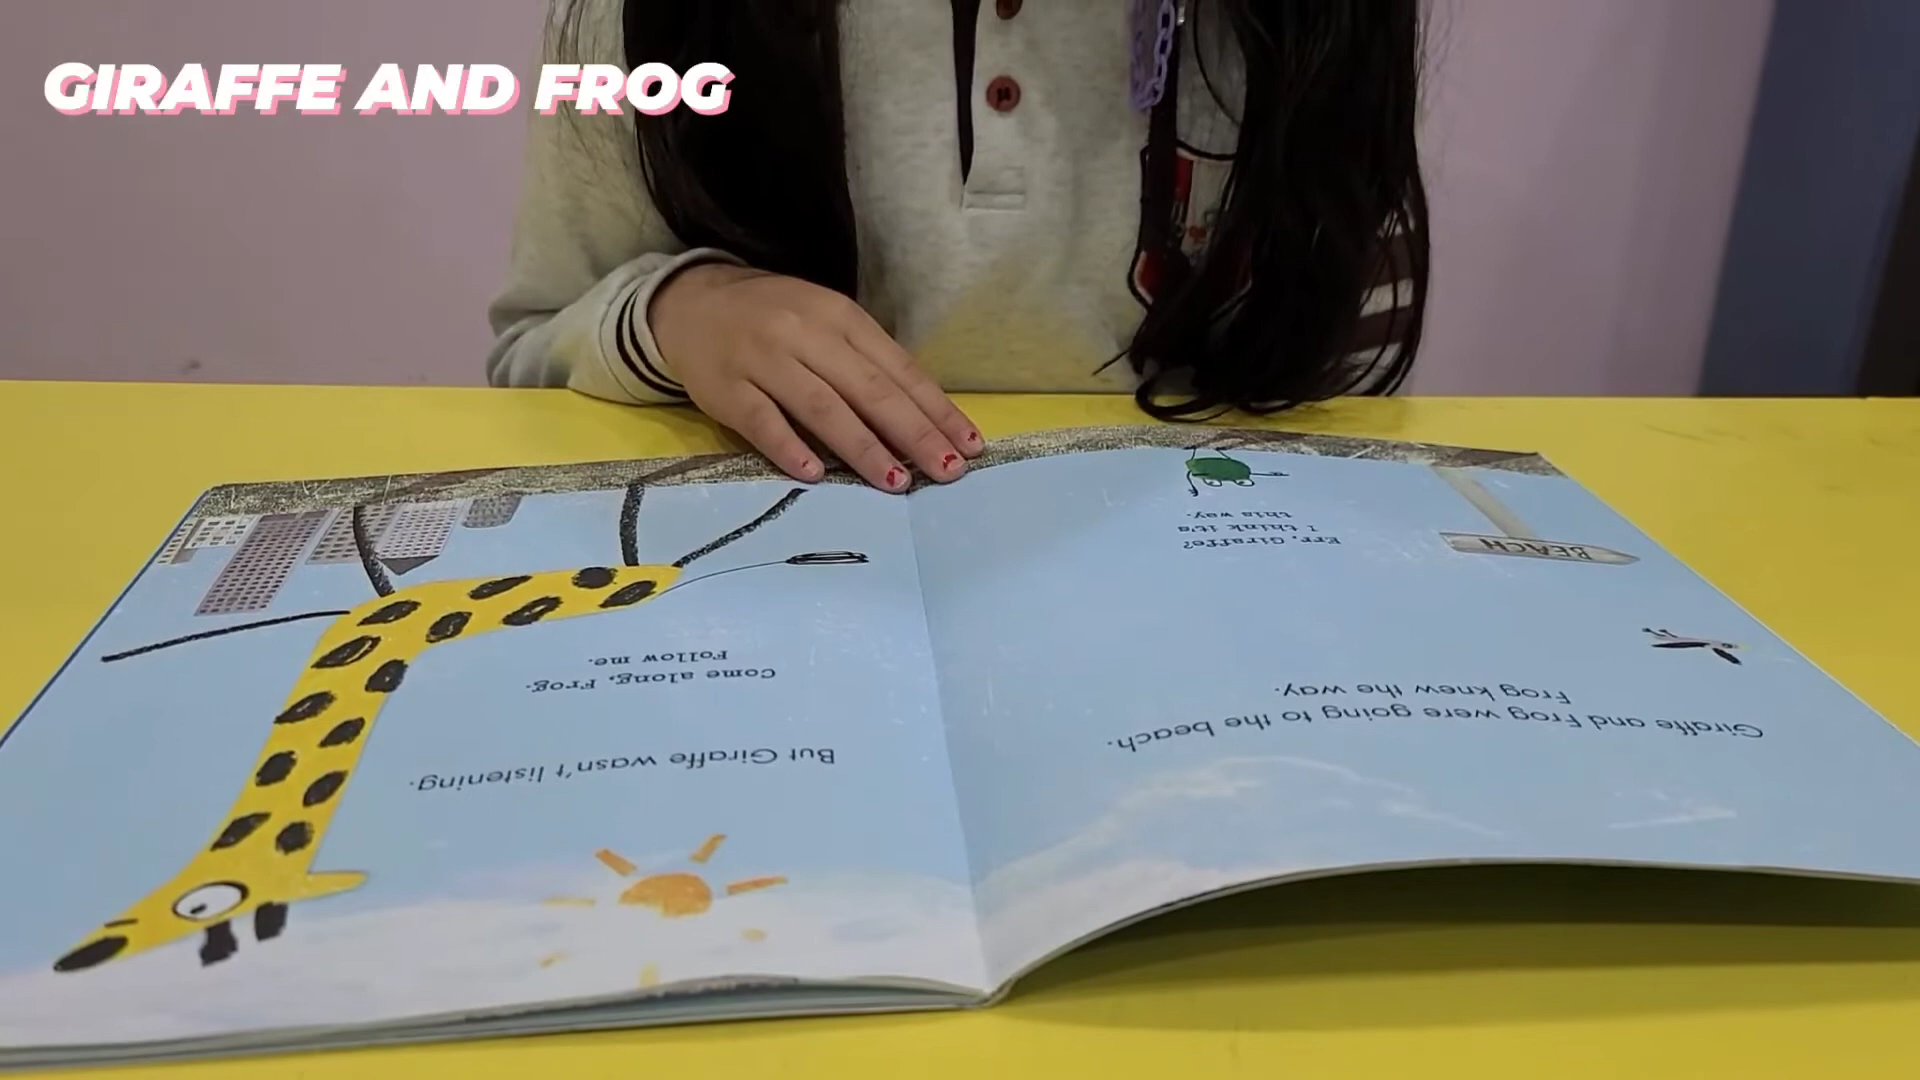 GIRAFFE AND FROG
Giraffe and Frog were going to the beach.
Frog knew the way.
BEACH
Err, Giraffe?
I think it's
this way.
But Giraffe wasn't listening.
Come along, Frog.
Follow me.